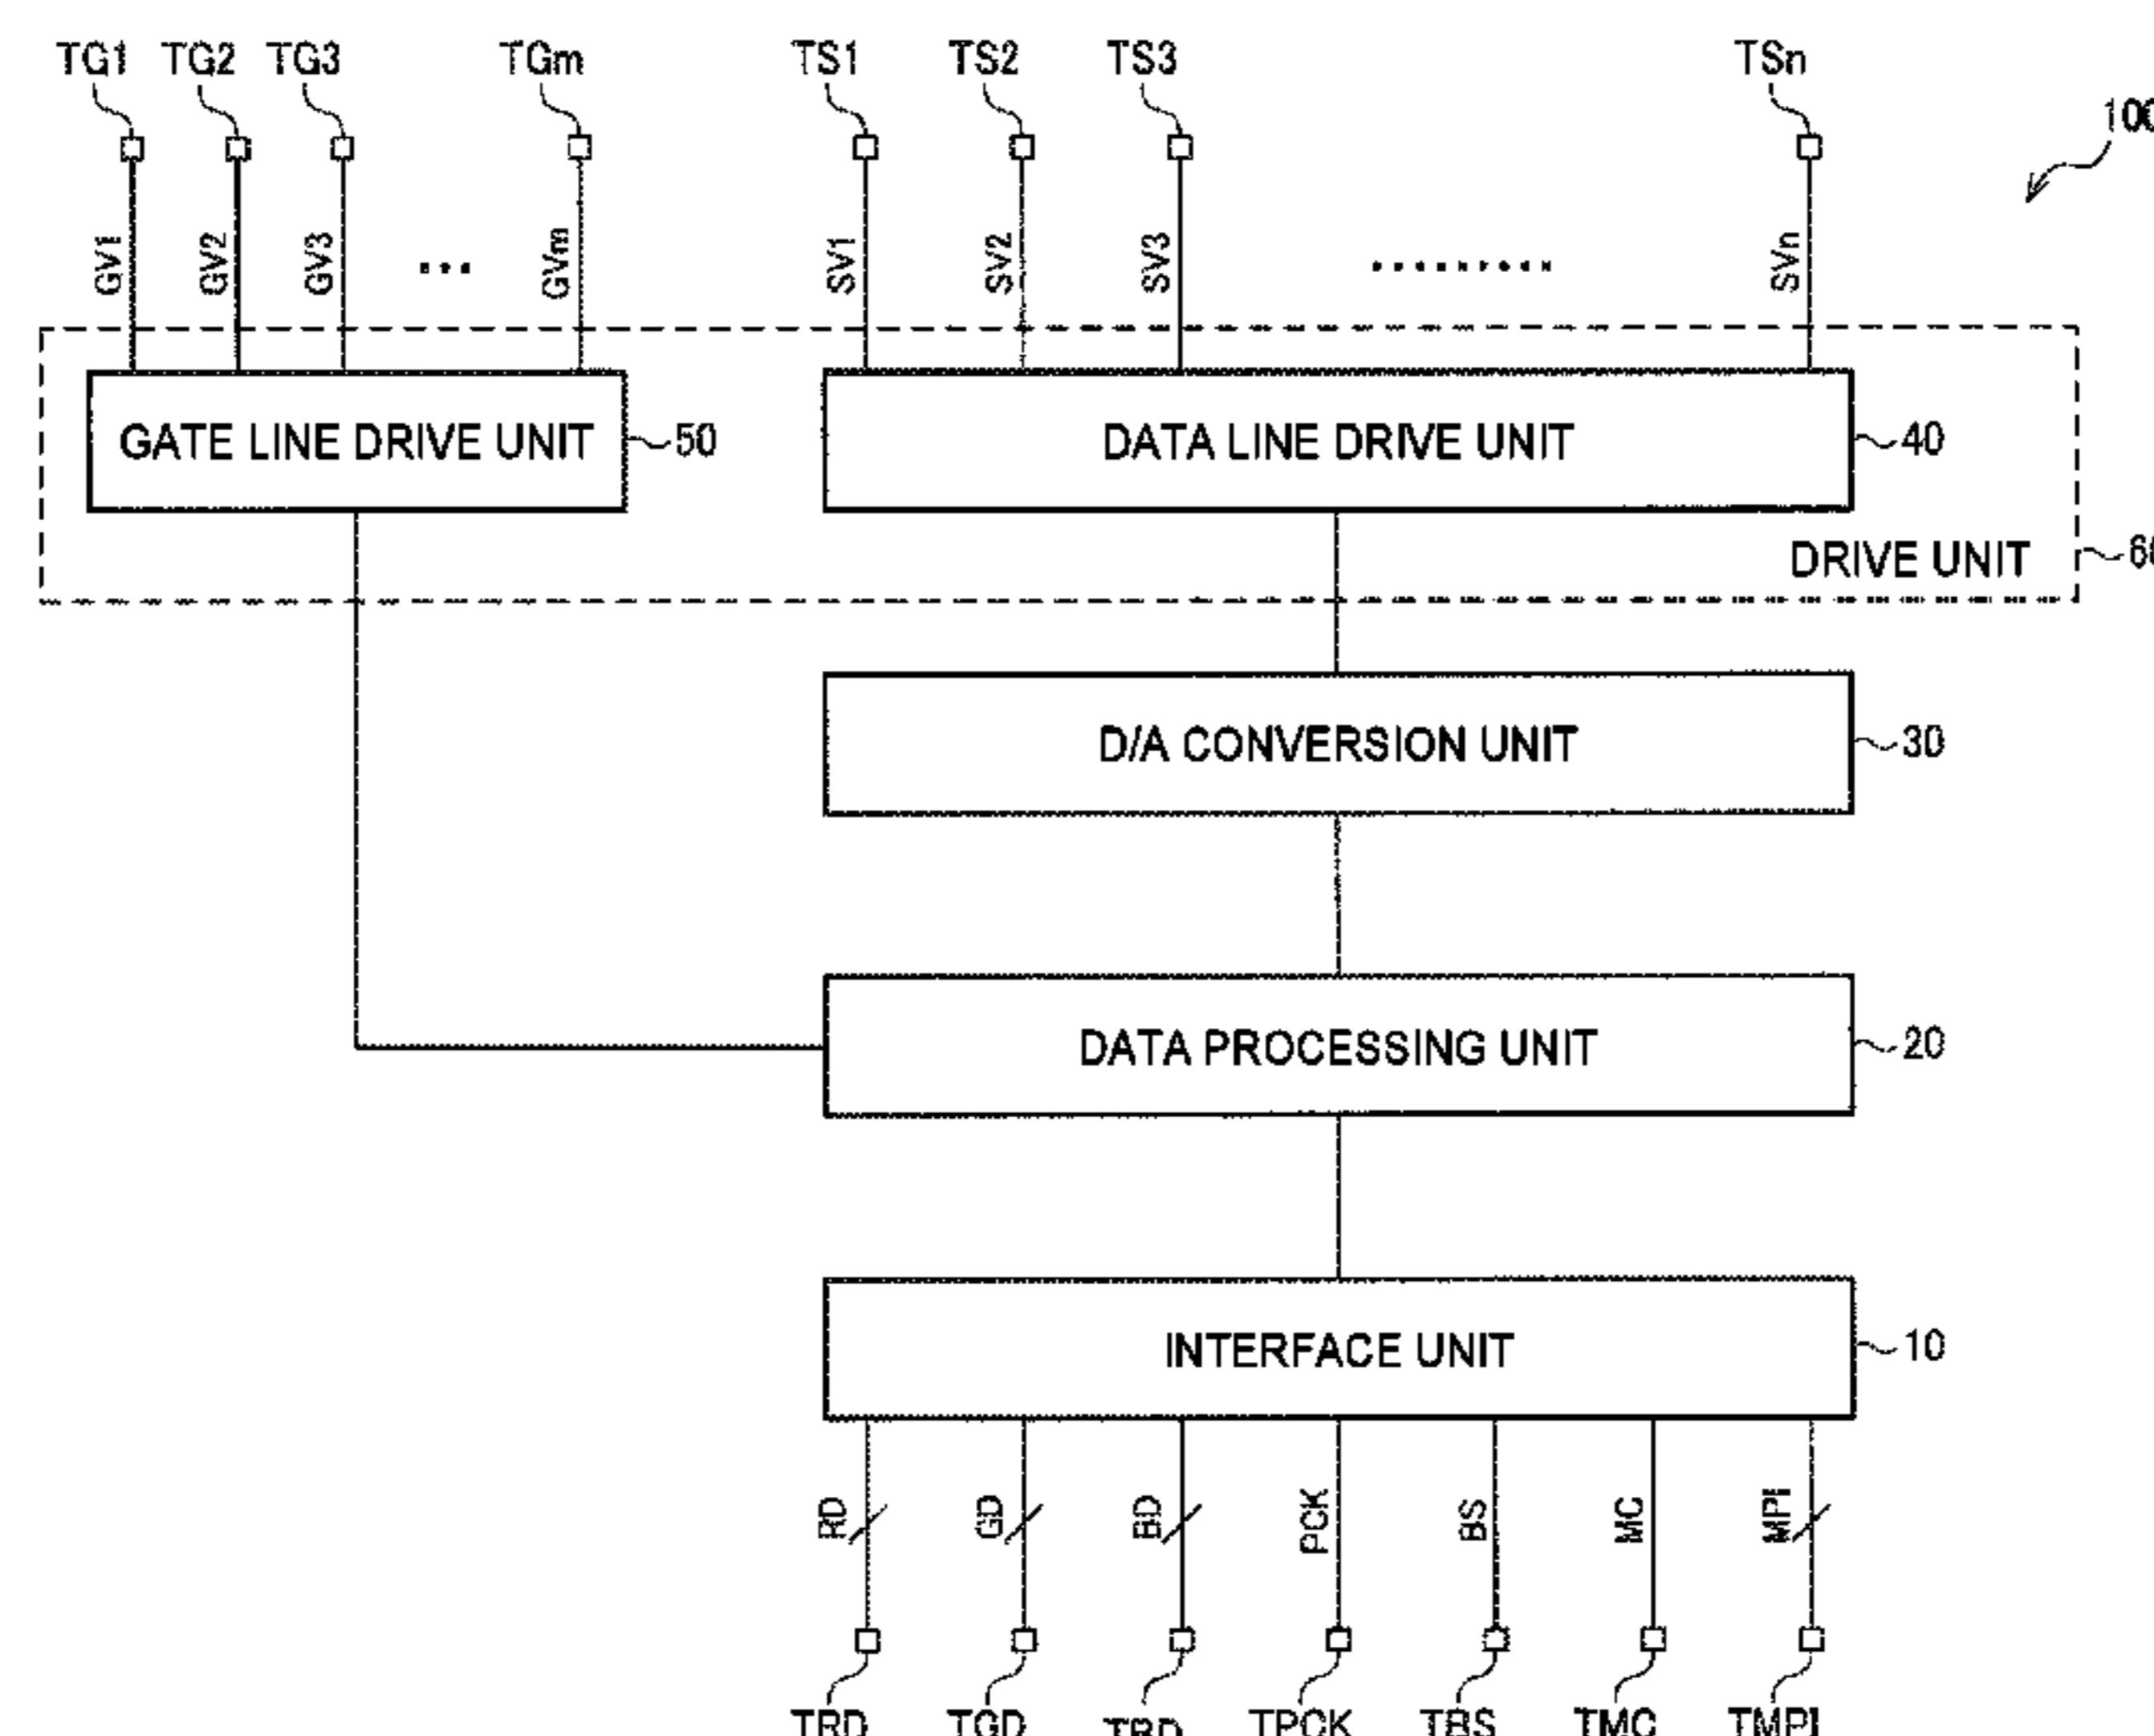 TG1 TG2 TG3 TGm TS1 TS2 TS3 TSn
100
GV1 GV2 GV3 ... GVm SV1 SV2 SV3 ......... SVn
GATE LINE DRIVE UNIT 50 DATA LINE DRIVE UNIT 40
DRIVE UNIT 60
D/A CONVERSION UNIT 30
DATA PROCESSING UNIT 20
INTERFACE UNIT 10
RD GD BD PCK BS MC MPI
TRD TGD TBD TPCK TBS TMC TMPI